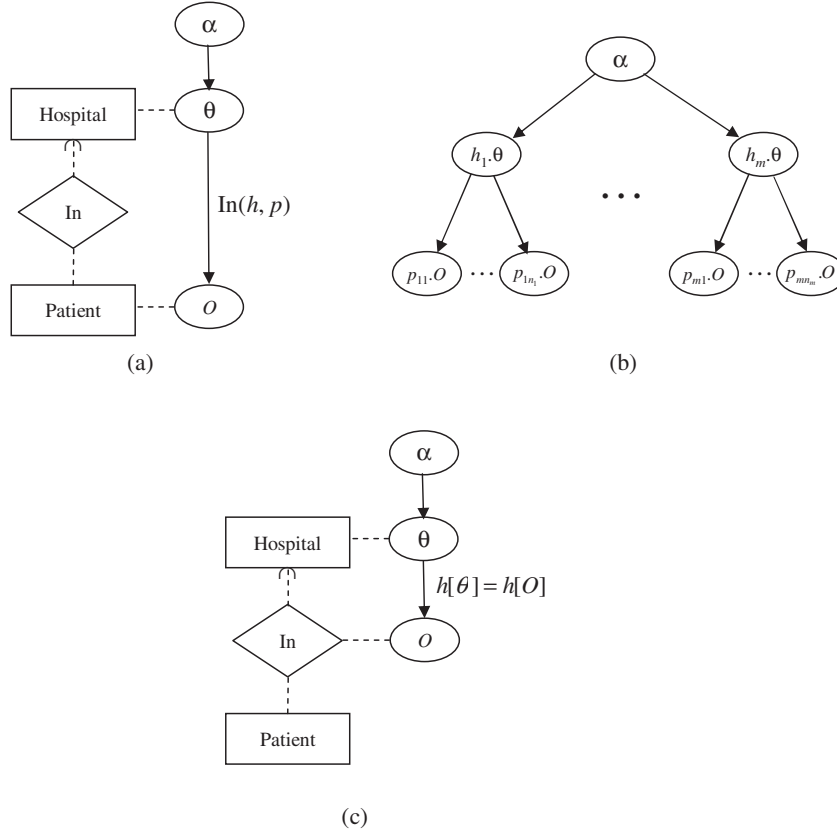 α
Hospital
θ
In
In(h, p)
Patient
O
(a)
α
h₁.θ
hₘ.θ
...
p₁₁.O
...
p₁ₙ₁.O
pₘ₁.O
...
pₘₙₘ.O
(b)
α
Hospital
θ
h[θ] = h[O]
In
O
Patient
(c)